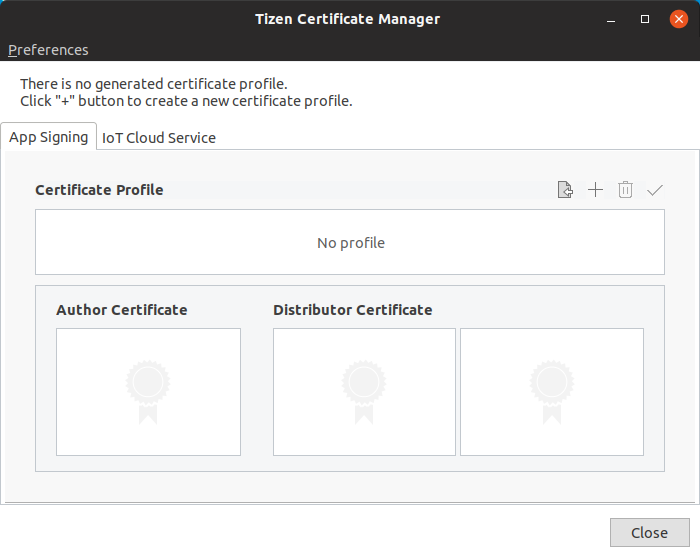 Tizen Certificate Manager
Preferences
There is no generated certificate profile.
Click "+" button to create a new certificate profile.
App Signing IoT Cloud Service
Certificate Profile
No profile
Author Certificate Distributor Certificate
Close